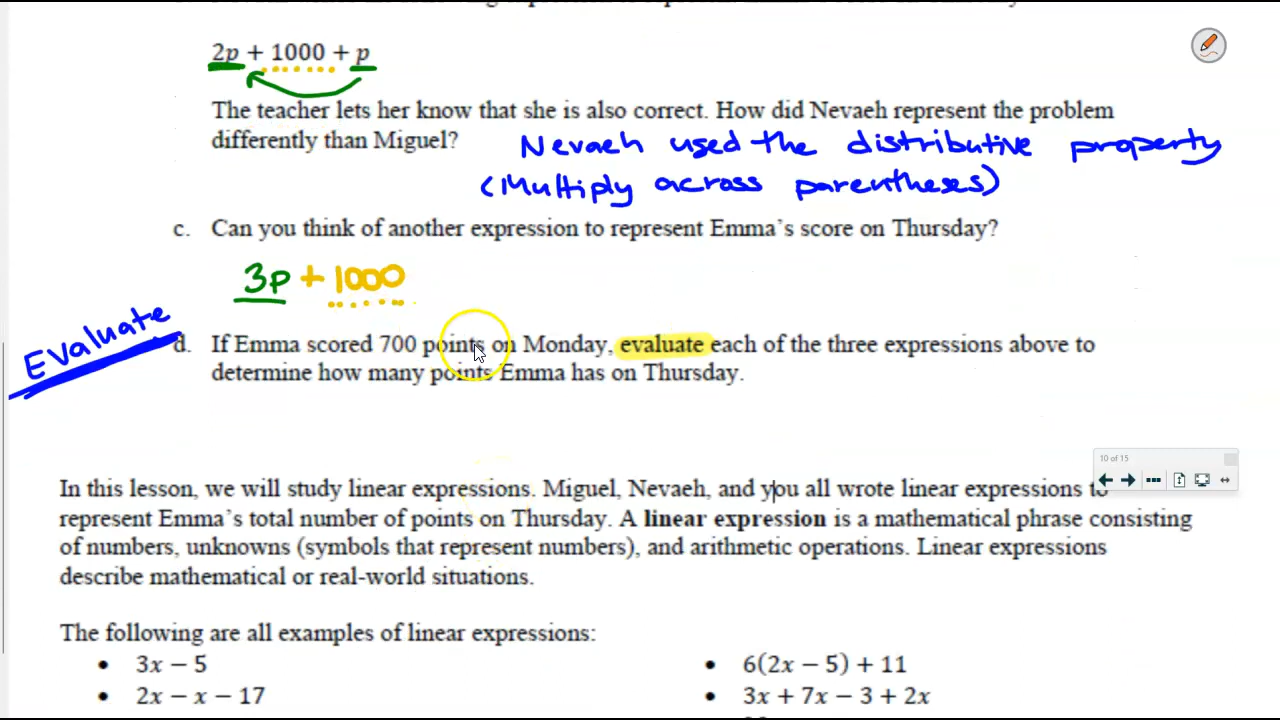 2p + 1000 + p
The teacher lets her know that she is also correct. How did Nevaeh represent the problem
differently than Miguel?
Nevaeh used the distributive property
(Multiply across parentheses)
c. Can you think of another expression to represent Emma's score on Thursday?
3p + 1000
Evaluate
d. If Emma scored 700 points on Monday, evaluate each of the three expressions above to
determine how many points Emma has on Thursday.
10 of 15
In this lesson, we will study linear expressions. Miguel, Nevaeh, and you all wrote linear expressions to
represent Emma's total number of points on Thursday. A linear expression is a mathematical phrase consisting
of numbers, unknowns (symbols that represent numbers), and arithmetic operations. Linear expressions
describe mathematical or real-world situations.
The following are all examples of linear expressions:
• 3x − 5
• 6(2x − 5) + 11
• 2x − x − 17
• 3x + 7x − 3 + 2x